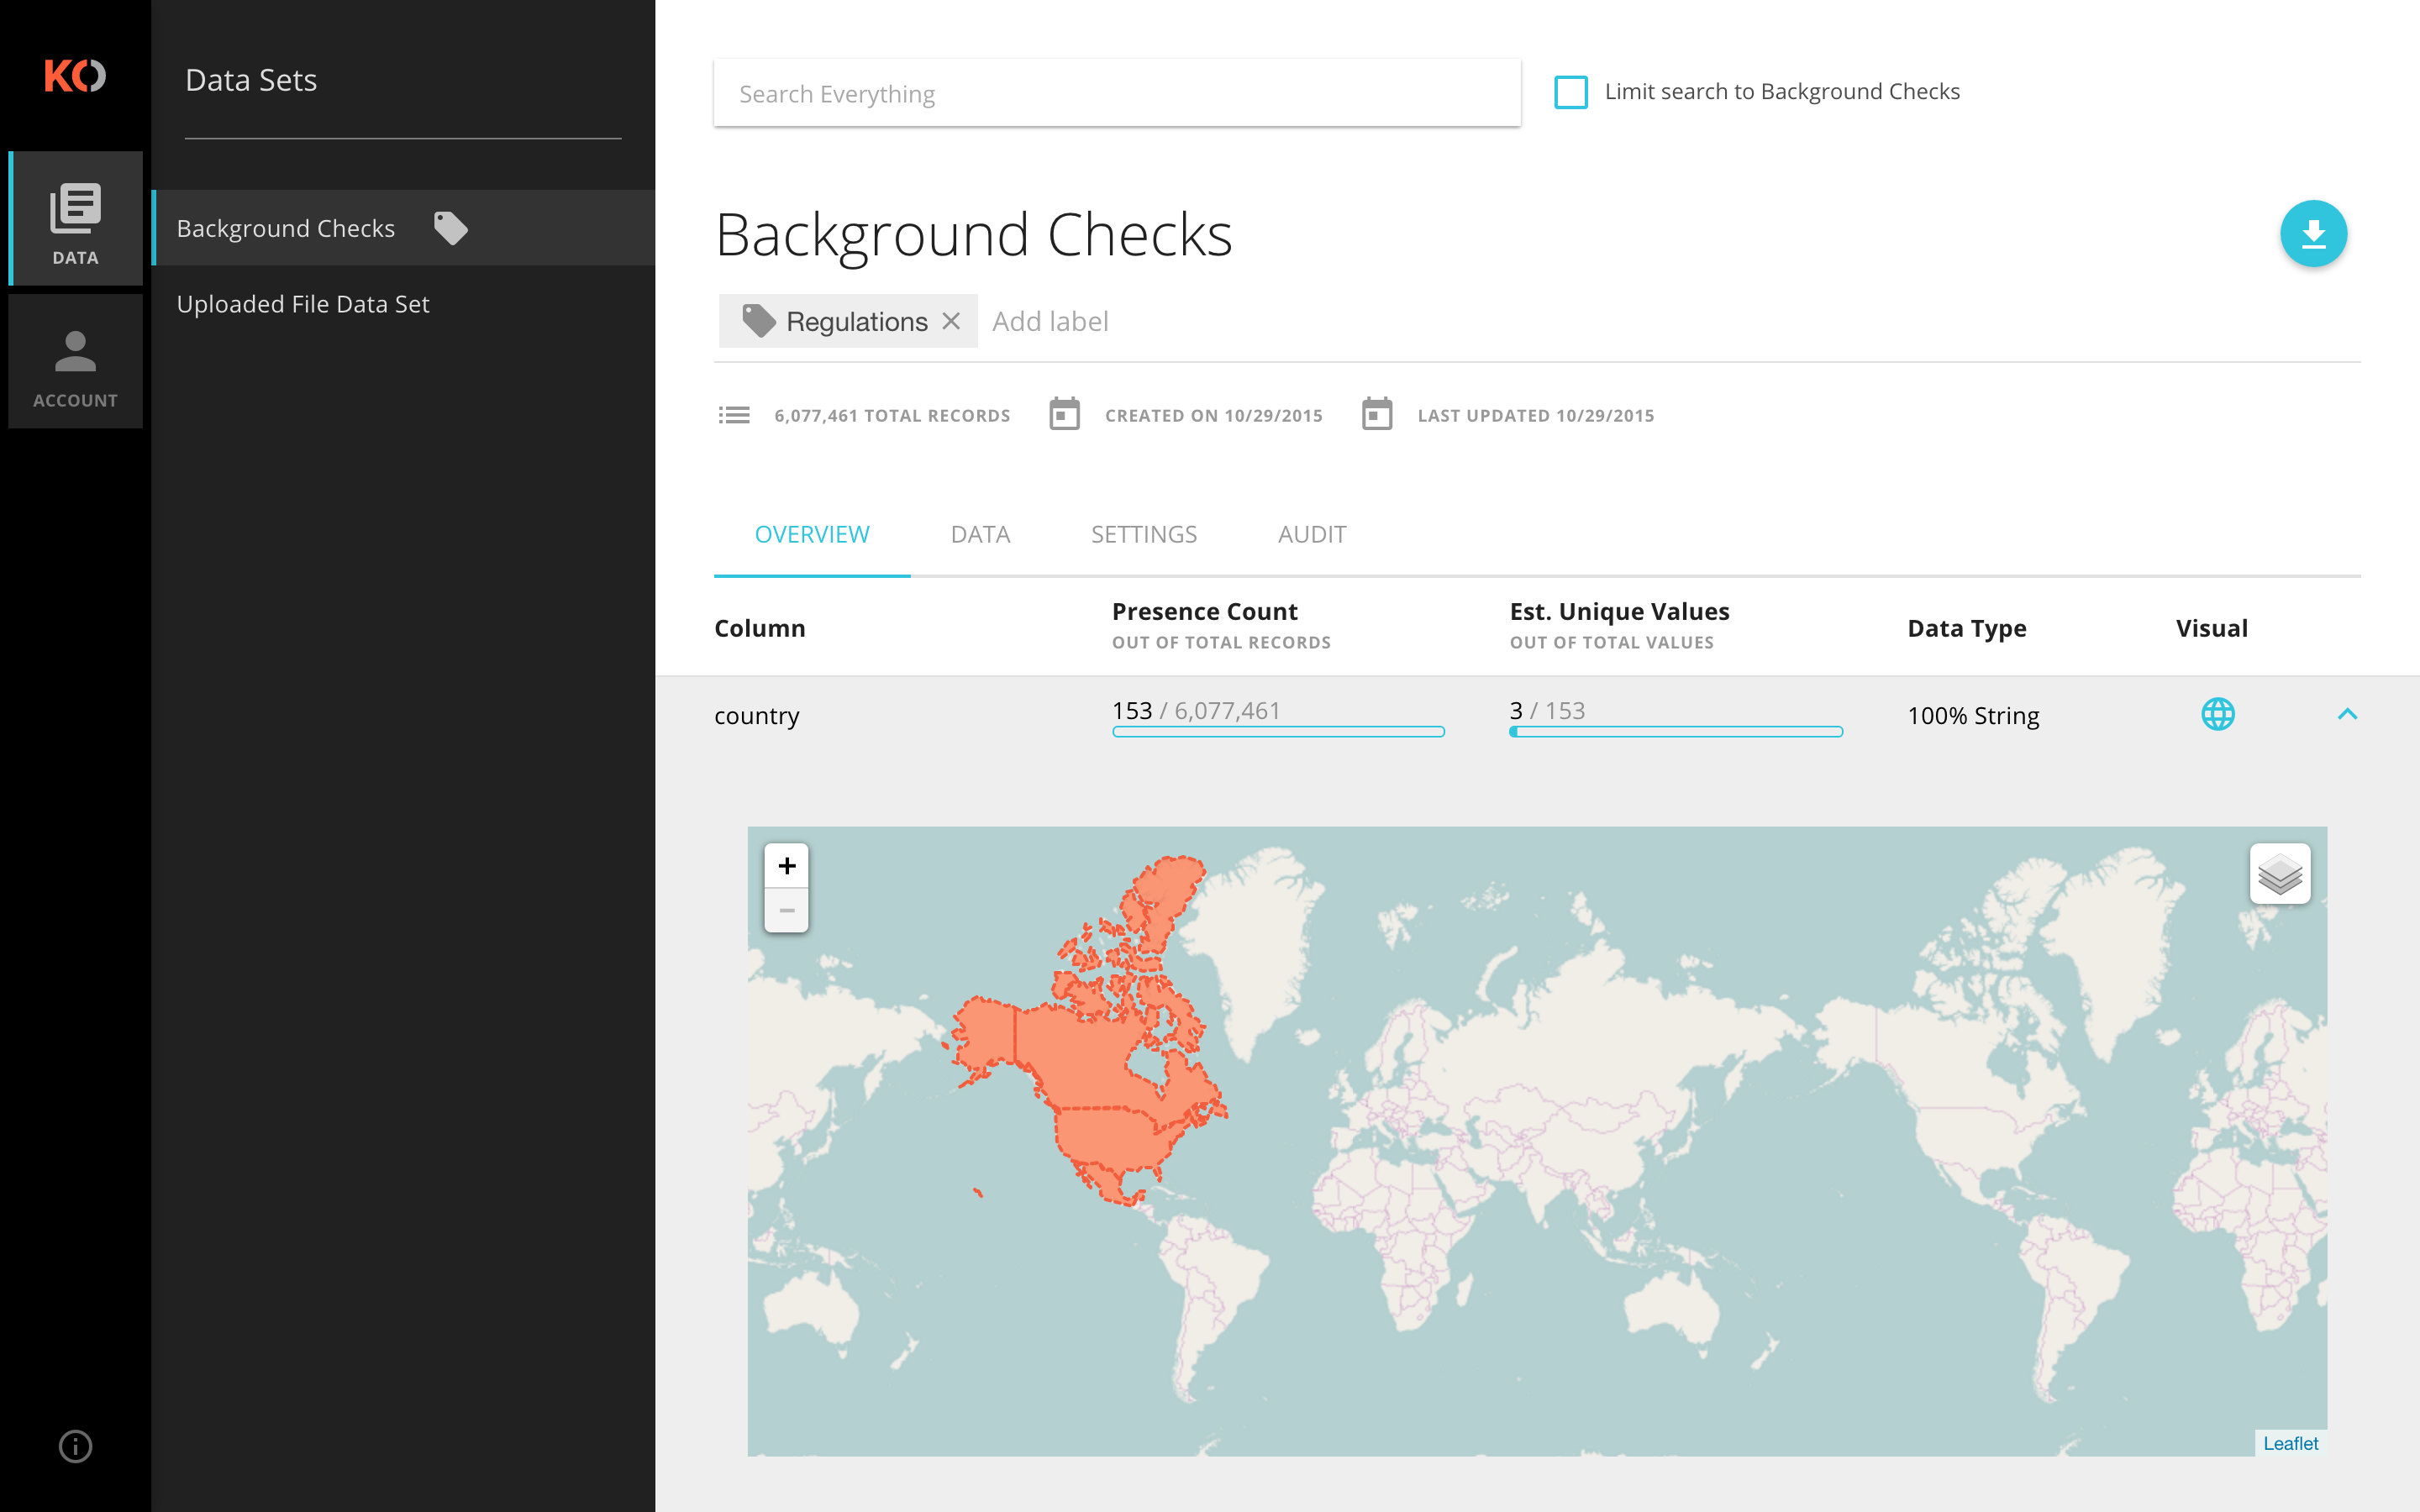 KO
Data Sets
DATA
ACCOUNT
Background Checks
Uploaded File Data Set
Search Everything
Limit search to Background Checks
Background Checks
Regulations
Add label
6,077,461 TOTAL RECORDS CREATED ON 10/29/2015 LAST UPDATED 10/29/2015
OVERVIEW DATA SETTINGS AUDIT
Column Presence Count Est. Unique Values Data Type Visual
OUT OF TOTAL RECORDS OUT OF TOTAL VALUES
country 153 / 6,077,461 3 / 153 100% String
+
−
Leaflet